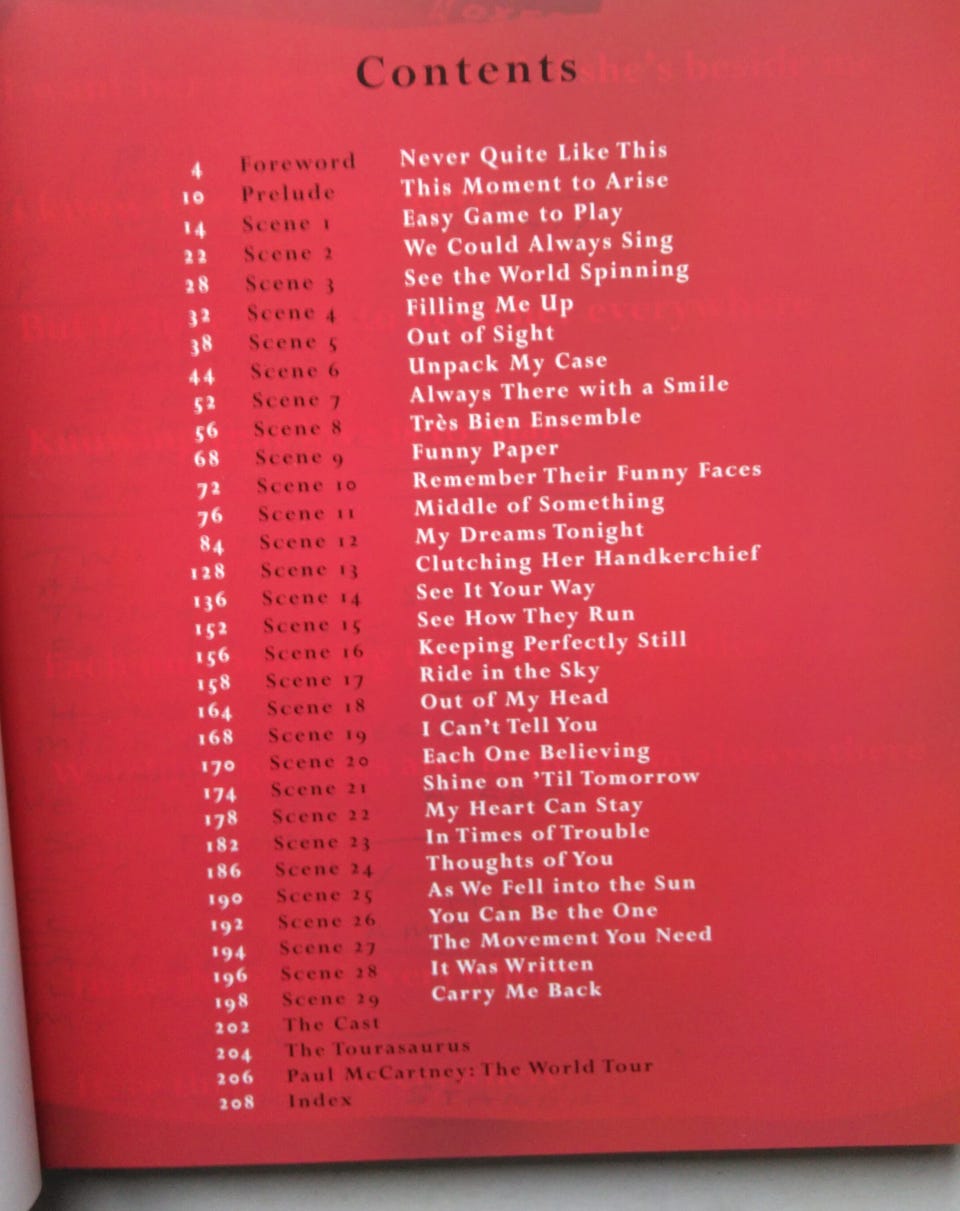 Contents
4 Foreword Never Quite Like This
10 Prelude This Moment to Arise
14 Scene 1 Easy Game to Play
22 Scene 2 We Could Always Sing
28 Scene 3 See the World Spinning
32 Scene 4 Filling Me Up
38 Scene 5 Out of Sight
44 Scene 6 Unpack My Case
52 Scene 7 Always There with a Smile
56 Scene 8 Très Bien Ensemble
68 Scene 9 Funny Paper
72 Scene 10 Remember Their Funny Faces
76 Scene 11 Middle of Something
84 Scene 12 My Dreams Tonight
128 Scene 13 Clutching Her Handkerchief
136 Scene 14 See It Your Way
152 Scene 15 See How They Run
156 Scene 16 Keeping Perfectly Still
158 Scene 17 Ride in the Sky
164 Scene 18 Out of My Head
168 Scene 19 I Can't Tell You
170 Scene 20 Each One Believing
174 Scene 21 Shine on 'Til Tomorrow
178 Scene 22 My Heart Can Stay
182 Scene 23 In Times of Trouble
186 Scene 24 Thoughts of You
190 Scene 25 As We Fell into the Sun
192 Scene 26 You Can Be the One
194 Scene 27 The Movement You Need
196 Scene 28 It Was Written
198 Scene 29 Carry Me Back
202 The Cast
204 The Tourasaurus
206 Paul McCartney: The World Tour
208 Index